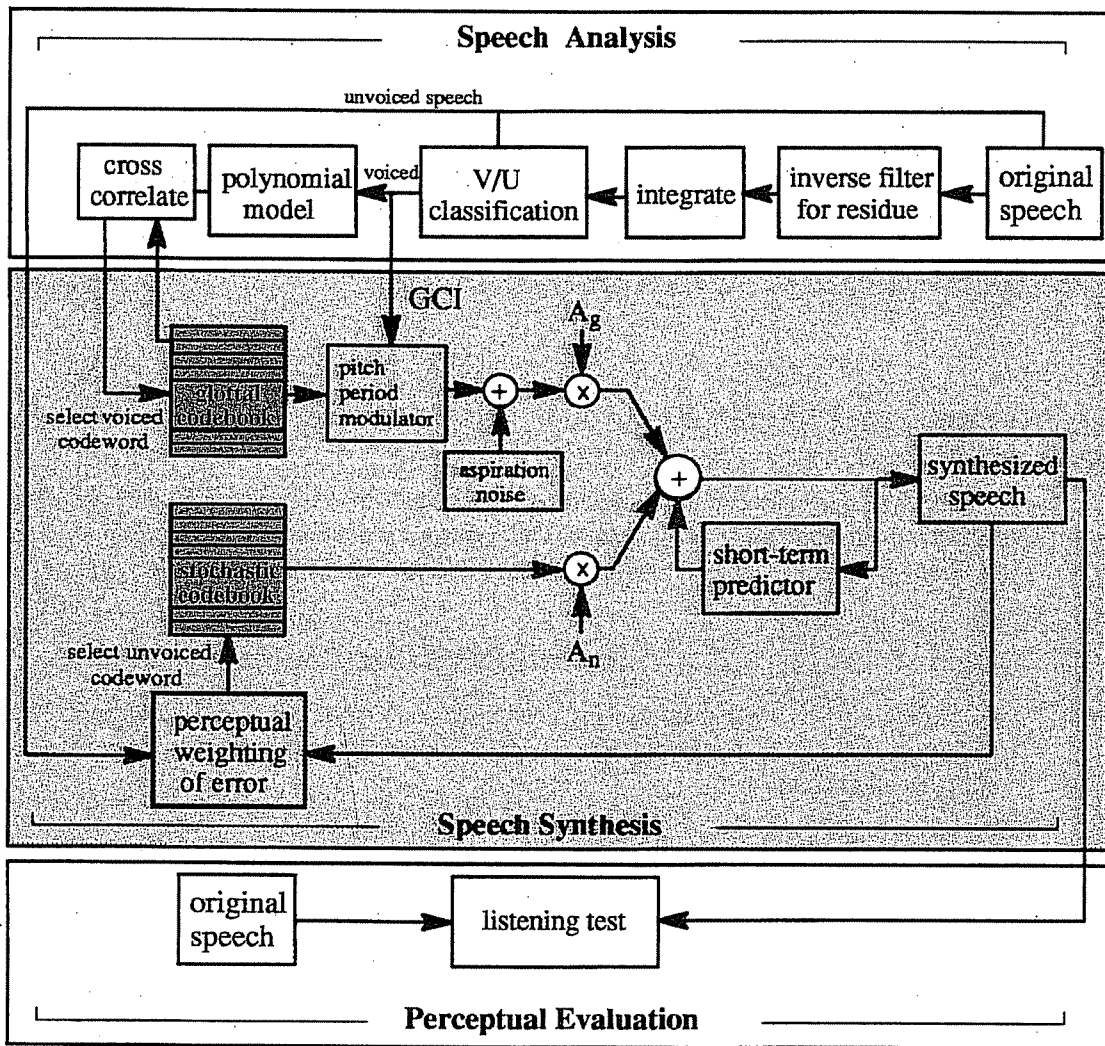 Speech Analysis
unvoiced speech
cross
correlate
polynomial
model
voiced
V/U
classification
integrate
inverse filter
for residue
original
speech
GCI
A_g
glottal
codebook
select voiced
codeword
pitch
period
modulator
+
x
aspiration
noise
+
synthesized
speech
stochastic
codebook
x
short-term
predictor
A_n
select unvoiced
codeword
perceptual
weighting
of error
Speech Synthesis
original
speech
listening test
Perceptual Evaluation